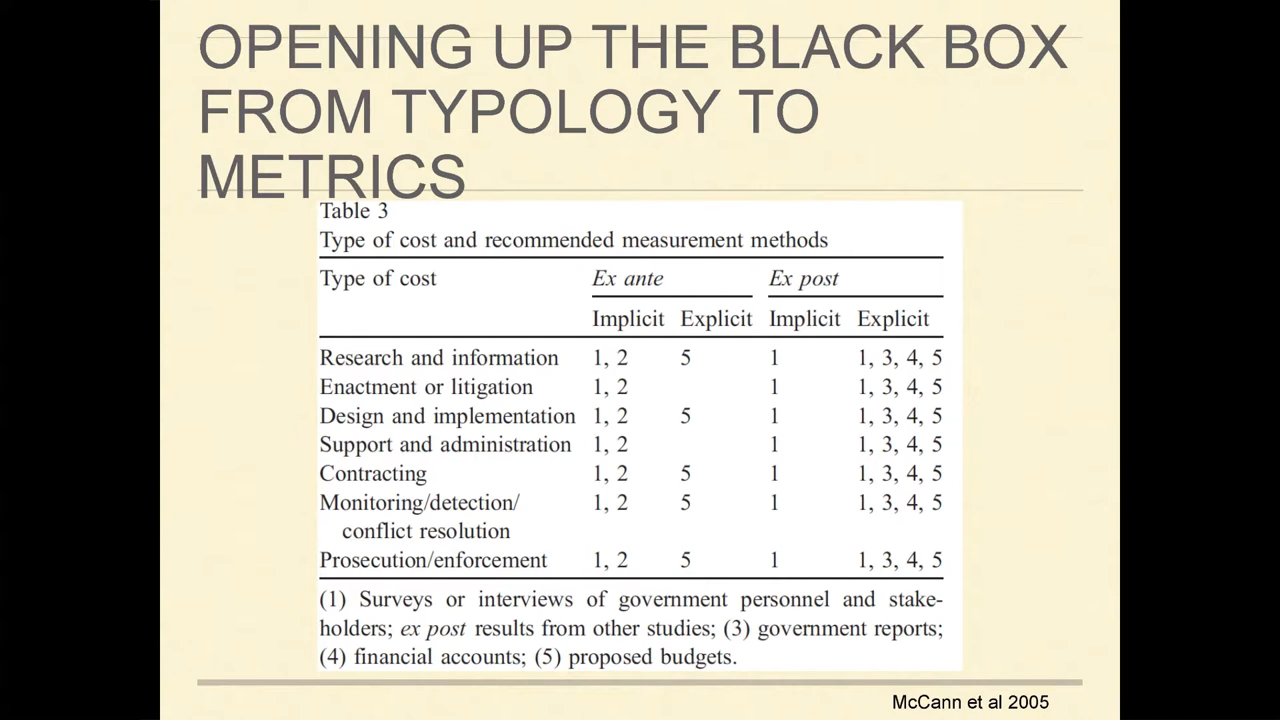 OPENING UP THE BLACK BOX
FROM TYPOLOGY TO
METRICS
Table 3
Type of cost and recommended measurement methods
Type of cost Ex ante Ex post
Implicit Explicit Implicit Explicit
Research and information 1, 2 5 1 1, 3, 4, 5
Enactment or litigation 1, 2 1 1, 3, 4, 5
Design and implementation 1, 2 5 1 1, 3, 4, 5
Support and administration 1, 2 1 1, 3, 4, 5
Contracting 1, 2 5 1 1, 3, 4, 5
Monitoring/detection/ 1, 2 5 1 1, 3, 4, 5
conflict resolution
Prosecution/enforcement 1, 2 5 1 1, 3, 4, 5
(1) Surveys or interviews of government personnel and stake-
holders; ex post results from other studies; (3) government reports;
(4) financial accounts; (5) proposed budgets.
McCann et al 2005